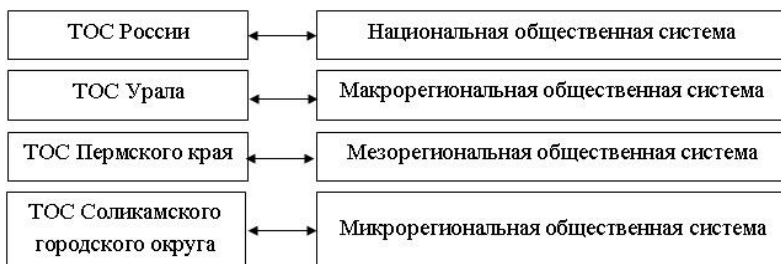 ТОС России
Национальная общественная система
ТОС Урала
Макрорегиональная общественная система
ТОС Пермского края
Мезорегиональная общественная система
ТОС Соликамского
городского округа
Микрорегиональная общественная система